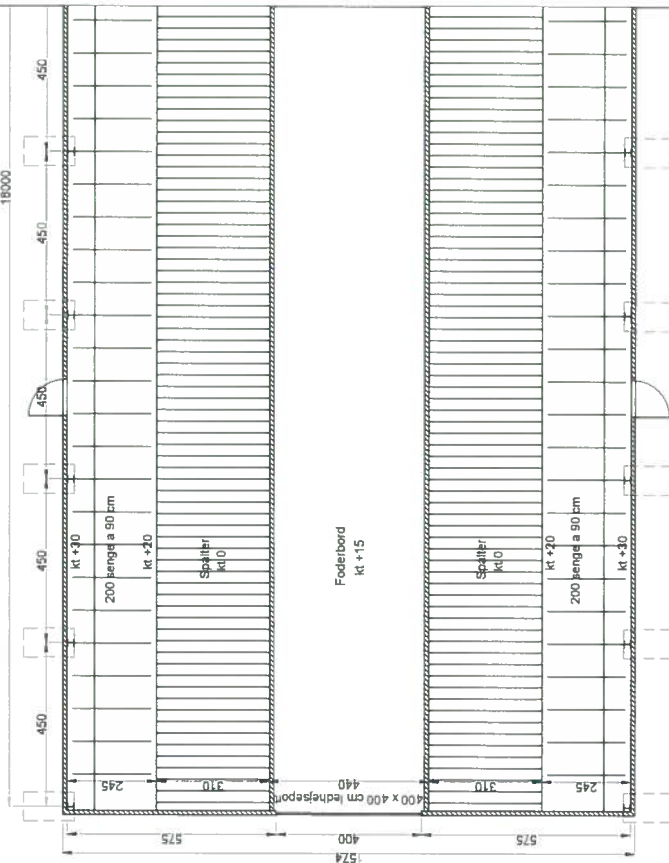 18000
450
450
450
450
450
kt +30
200 senge a 90 cm
kt +20
Spalter
kt 0
Foderbord
kt +15
Spalter
kt 0
kt +20
200 senge a 90 cm
kt +30
245
310
440
400 x 400 cm ledhejseport
310
245
575
400
575
1574